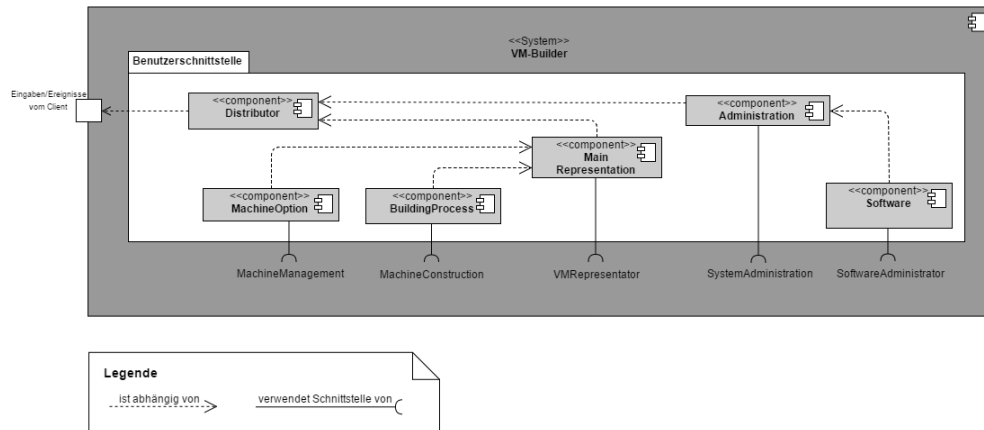 <<System>>
VM-Builder
Benutzerschnittstelle
Eingaben/Ereignisse
vom Client
<<component>>
Distributor
<<component>>
Administration
<<component>>
Main
Representation
<<component>>
MachineOption
<<component>>
BuildingProcess
<<component>>
Software
MachineManagement
MachineConstruction
VMRepresentator
SystemAdministration
SoftwareAdministrator
Legende
ist abhängig von
verwendet Schnittstelle von